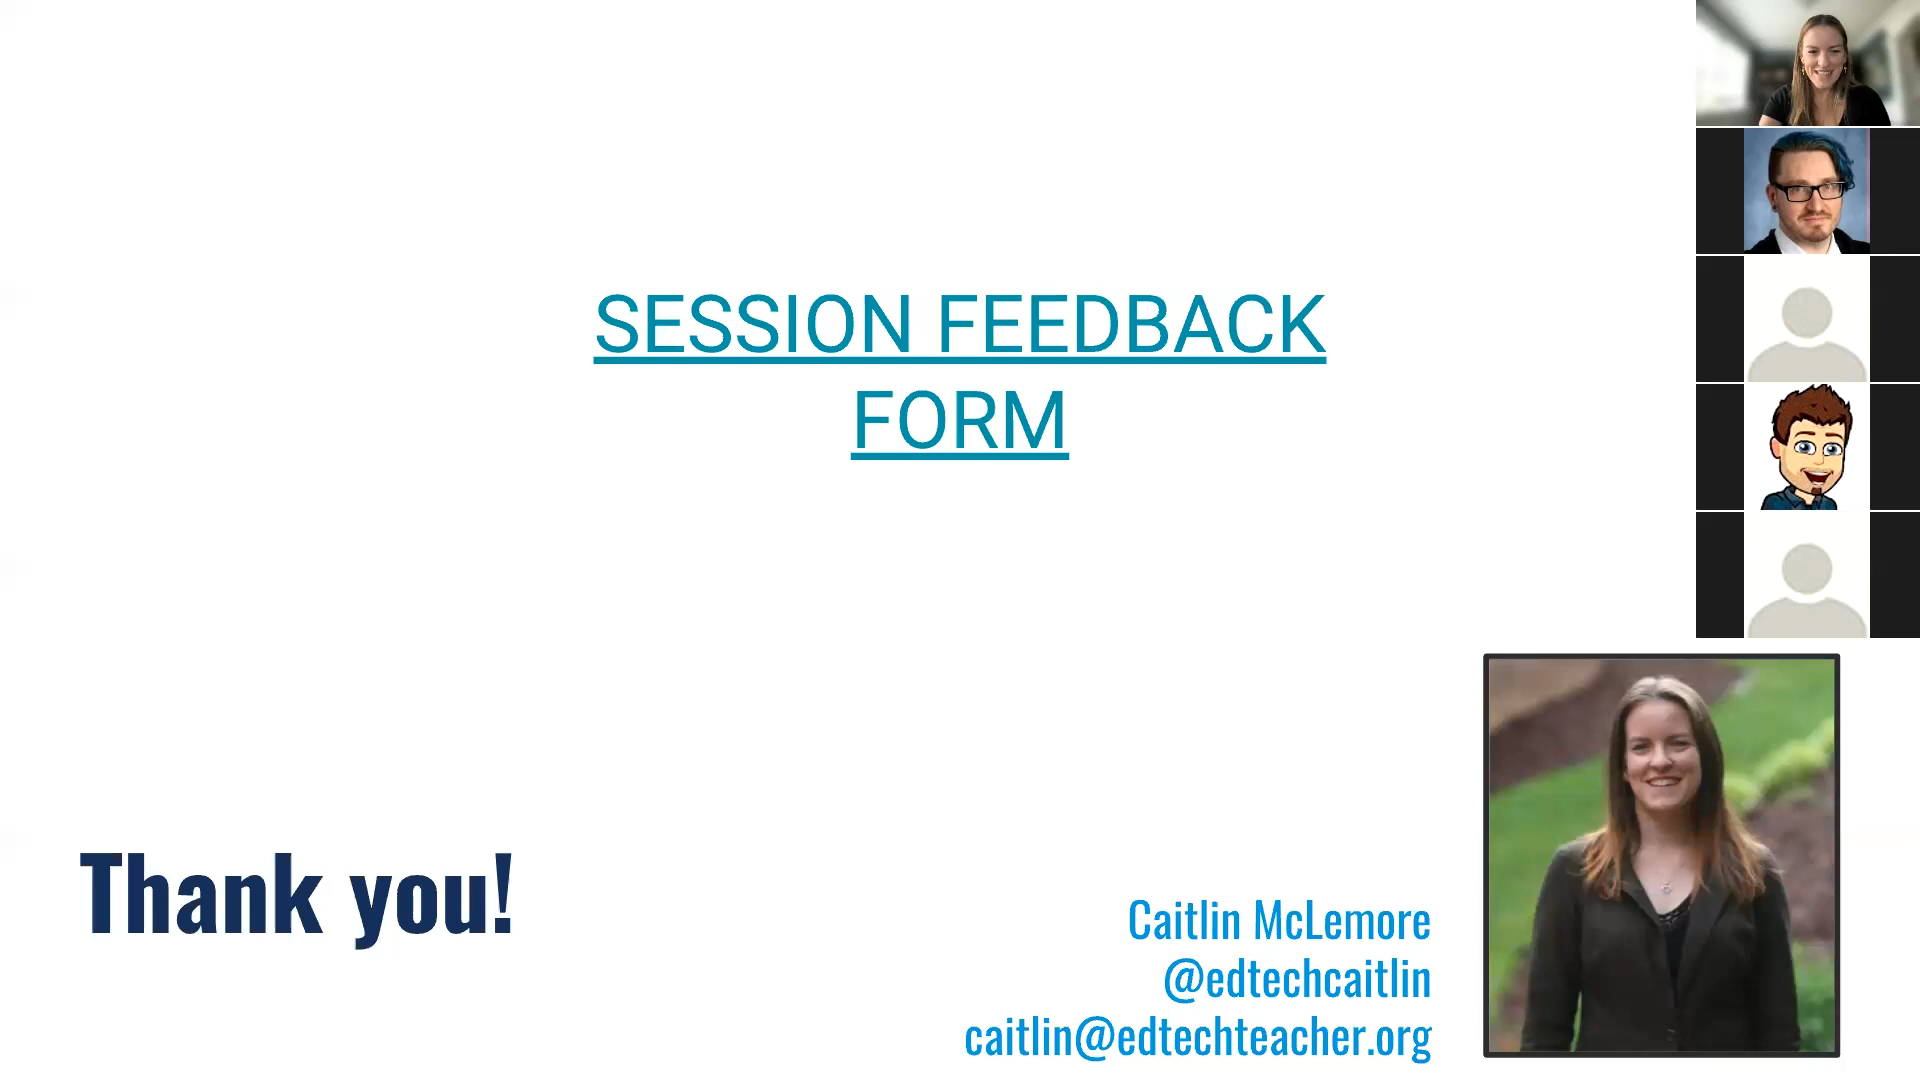 SESSION FEEDBACK
FORM
Thank you!
Caitlin McLemore
@edtechcaitlin
caitlin@edtechteacher.org